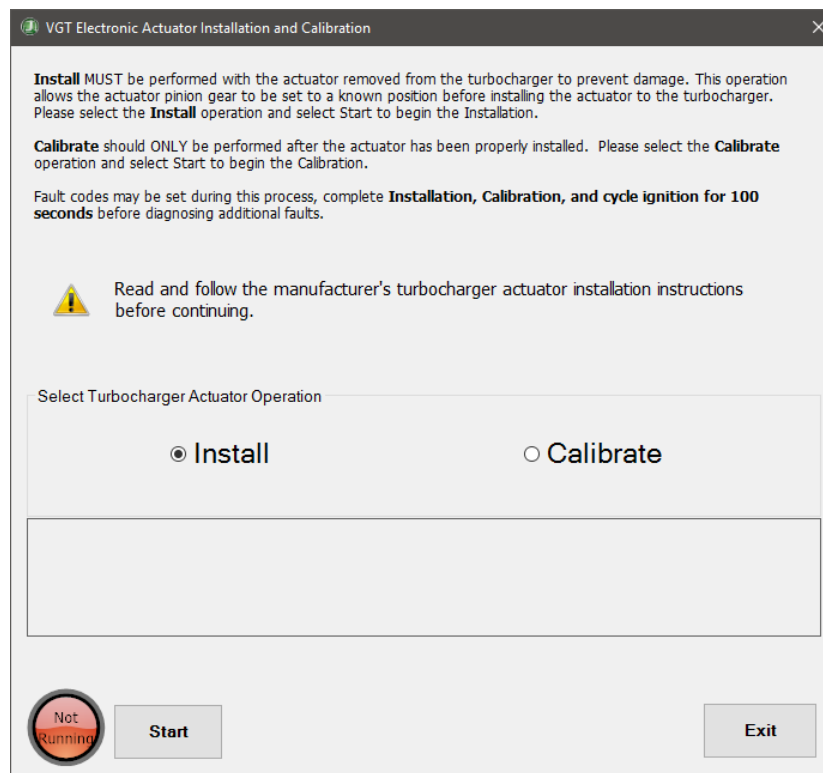 VGT Electronic Actuator Installation and Calibration
Install MUST be performed with the actuator removed from the turbocharger to prevent damage. This operation
allows the actuator pinion gear to be set to a known position before installing the actuator to the turbocharger.
Please select the Install operation and select Start to begin the Installation.
Calibrate should ONLY be performed after the actuator has been properly installed. Please select the Calibrate
operation and select Start to begin the Calibration.
Fault codes may be set during this process, complete Installation, Calibration, and cycle ignition for 100
seconds before diagnosing additional faults.
Read and follow the manufacturer's turbocharger actuator installation instructions
before continuing.
Select Turbocharger Actuator Operation
Install
Calibrate
Not
Running
Start
Exit